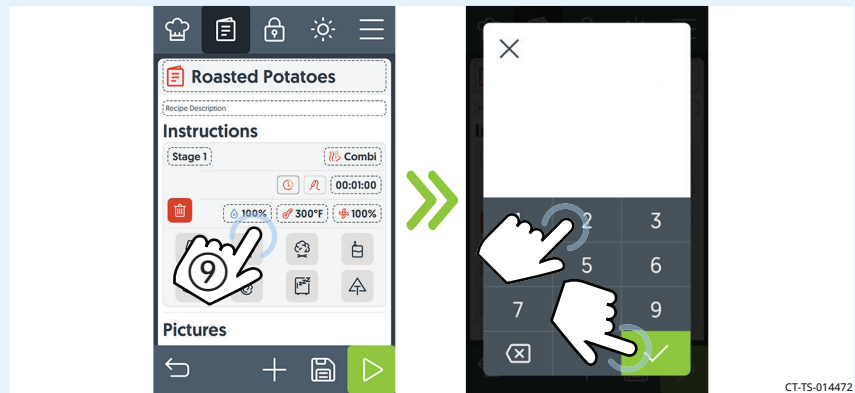 Roasted Potatoes
Recipe Description
Instructions
Stage 1
Combi
00:01:00
100%
300°F
100%
9
Pictures
2
3
5
6
7
9
CT-TS-014472